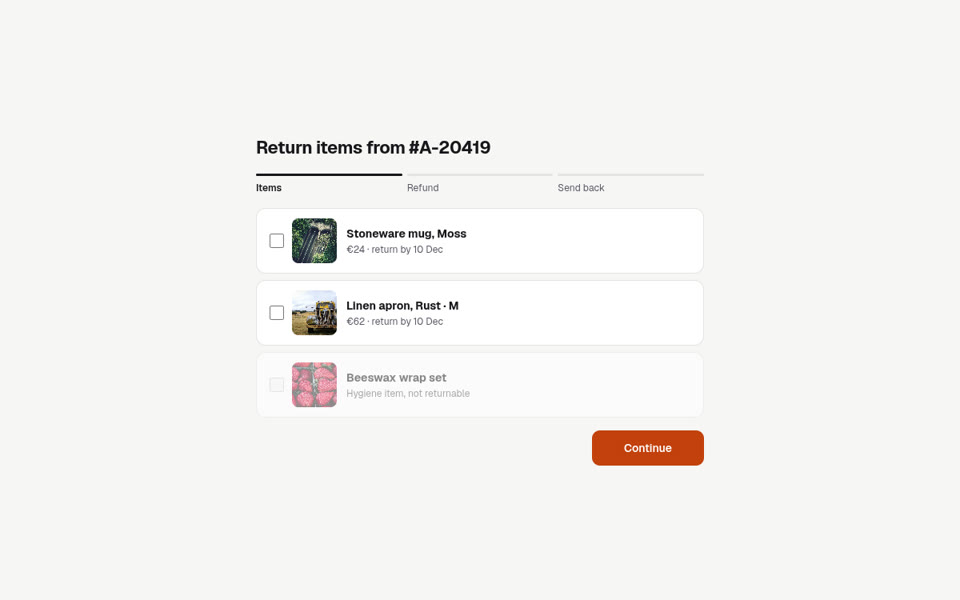 Return items from #A-20419
Items
Refund
Send back
Stoneware mug, Moss
€24 · return by 10 Dec
Linen apron, Rust · M
€62 · return by 10 Dec
Beeswax wrap set
Hygiene item, not returnable
Continue